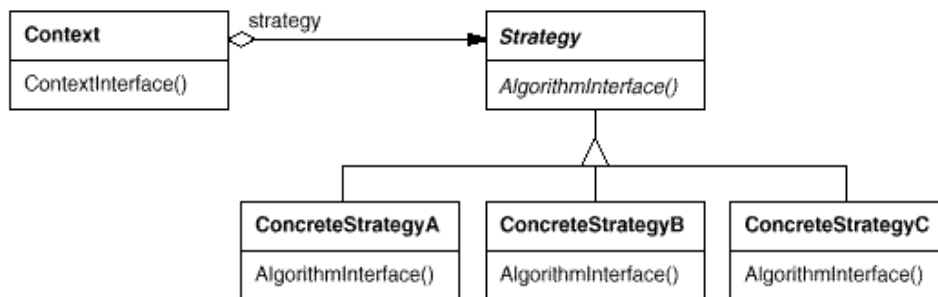 Context
ContextInterface()
strategy
Strategy
AlgorithmInterface()
ConcreteStrategyA
AlgorithmInterface()
ConcreteStrategyB
AlgorithmInterface()
ConcreteStrategyC
AlgorithmInterface()